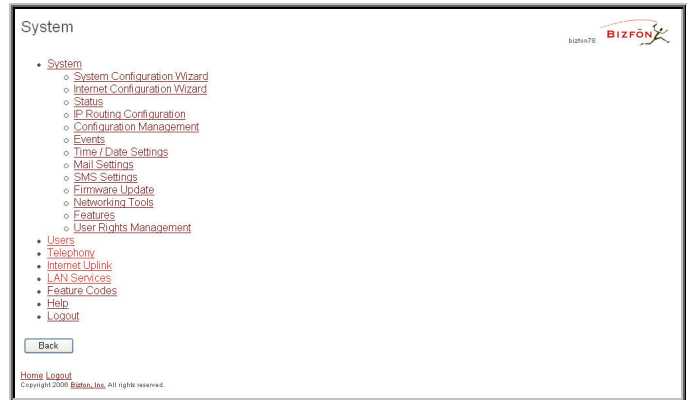 System
bizfon78
BIZFŌN
System
System Configuration Wizard
Internet Configuration Wizard
Status
IP Routing Configuration
Configuration Management
Events
Time / Date Settings
Mail Settings
SMS Settings
Firmware Update
Networking Tools
Features
User Rights Management
Users
Telephony
Internet Uplink
LAN Services
Feature Codes
Help
Logout
Back
Home Logout
Copyright 2006 Bizfon, Inc. All rights reserved.